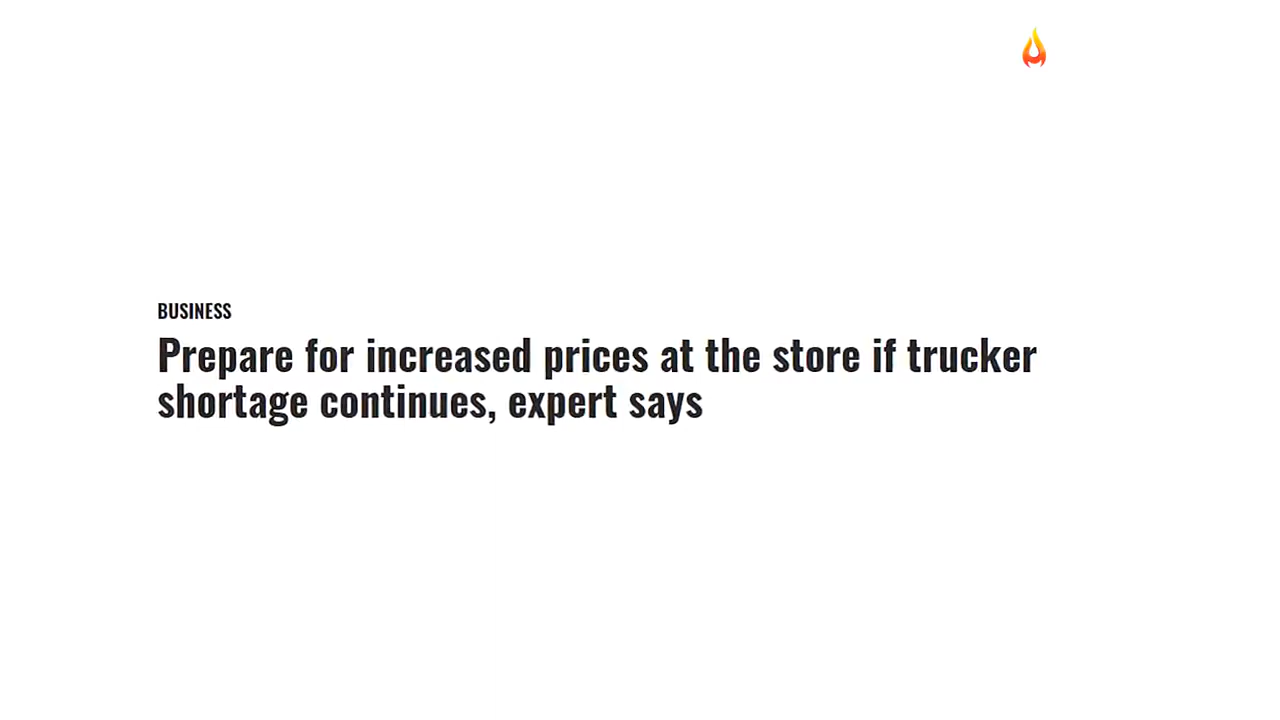 BUSINESS
Prepare for increased prices at the store if trucker
shortage continues, expert says